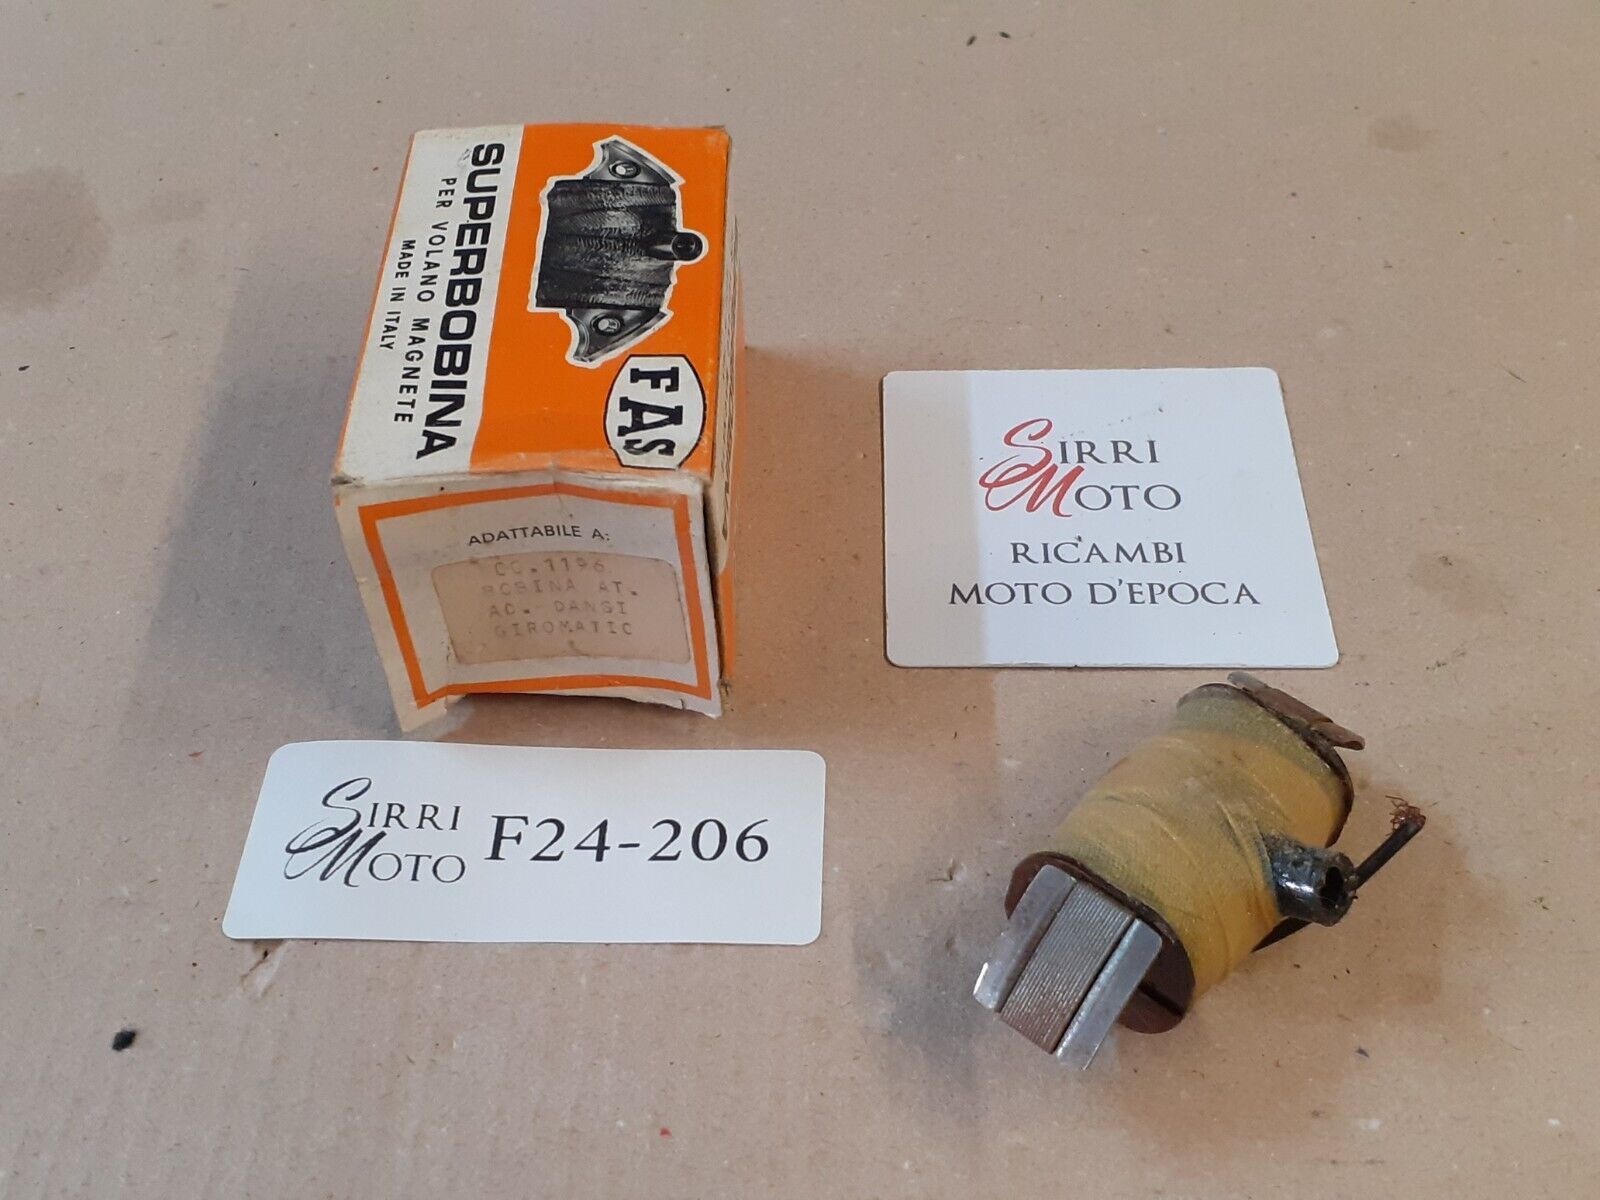 SUPERBOBINA
PER VOLANO MAGNETE
MADE IN ITALY
FAS
ADATTABILE A:
CC.1196
BOBINA AT.
AD. DANSI
GIROMATIC
SIRRI
MOTO
RICAMBI
MOTO D'EPOCA
SIRRI
MOTO
F24-206